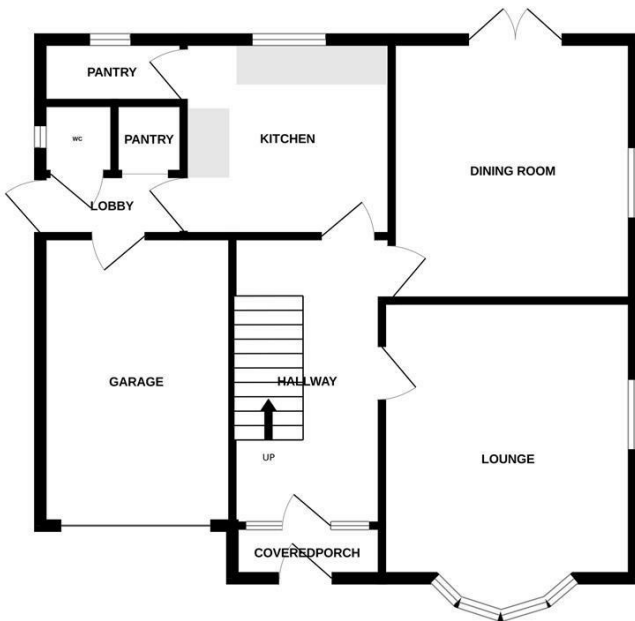 PANTRY
WC
PANTRY
KITCHEN
DINING ROOM
LOBBY
GARAGE
HALLWAY
UP
LOUNGE
COVEREDPORCH